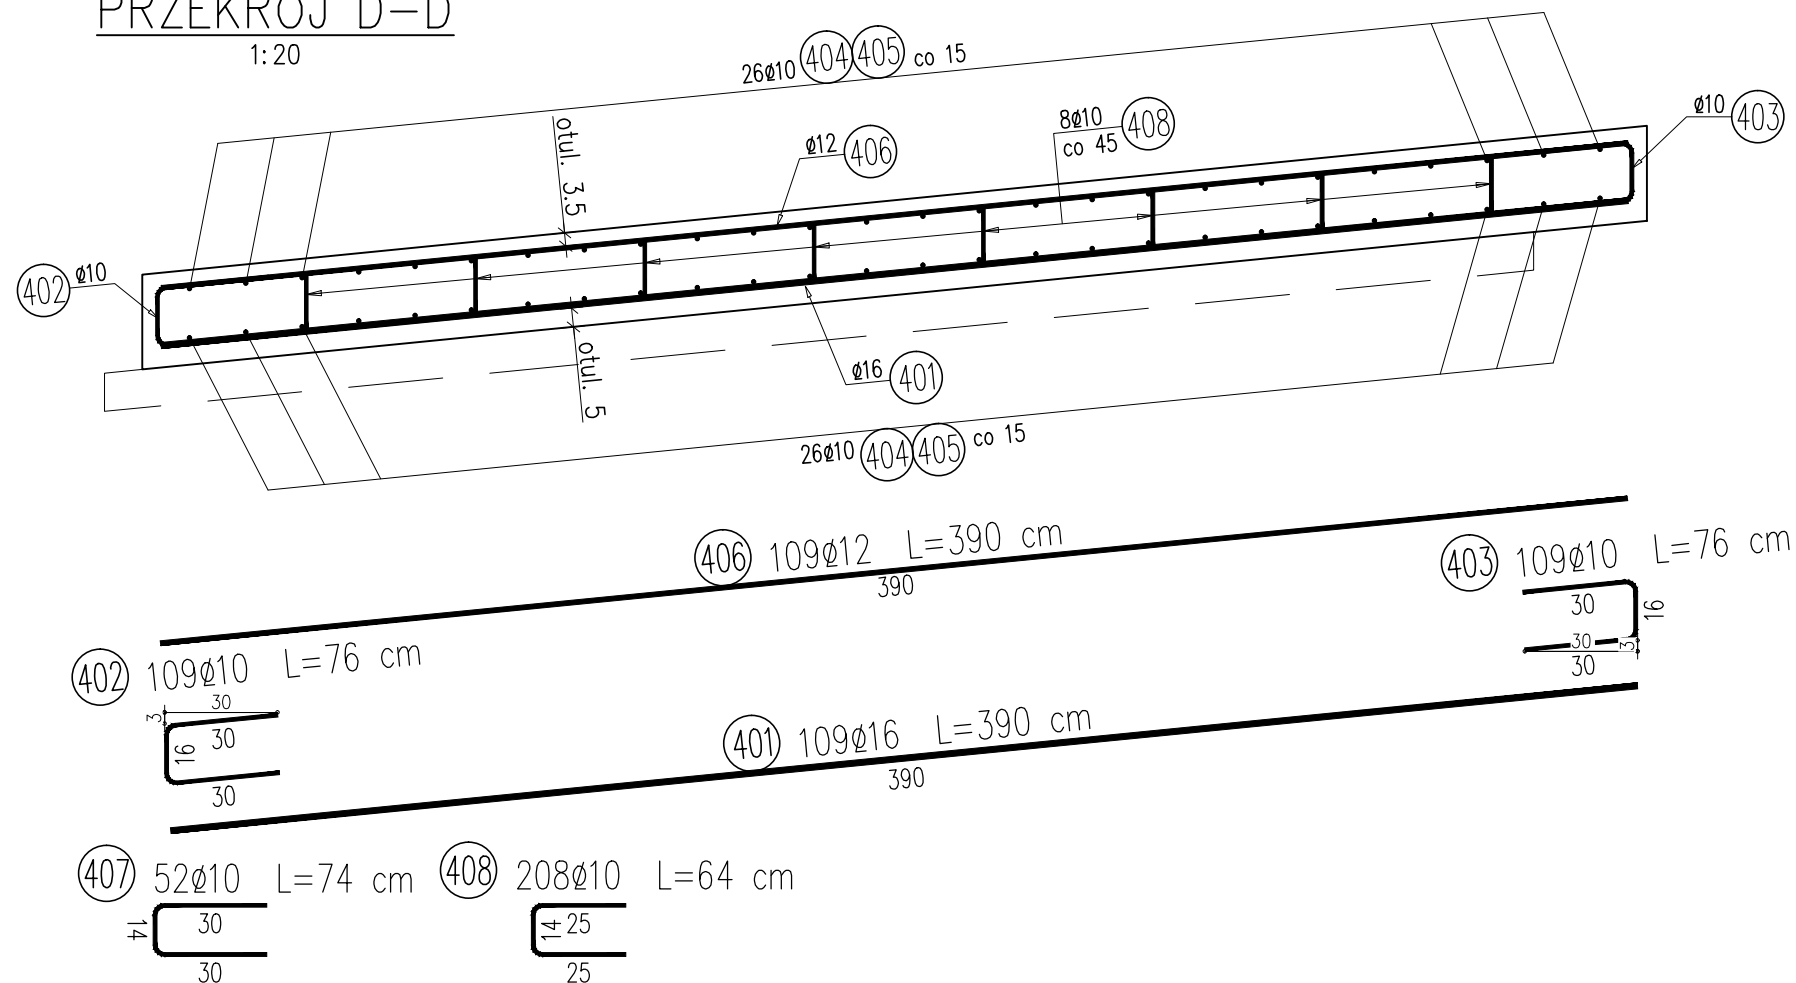 PRZEKRÓJ D-D
1:20
26ø10 404 405 co 15
8ø10 408
co 45
ø10 403
ø12 406
otul. 3.5
402 ø10
otul. 5
ø16 401
26ø10 404 405 co 15
406 109ø12 L=390 cm
390
403 109ø10 L=76 cm
30
16
30
3
30
402 109ø10 L=76 cm
30
3
30
16
30
401 109ø16 L=390 cm
390
407 52ø10 L=74 cm
14
30
30
408 208ø10 L=64 cm
14 25
25